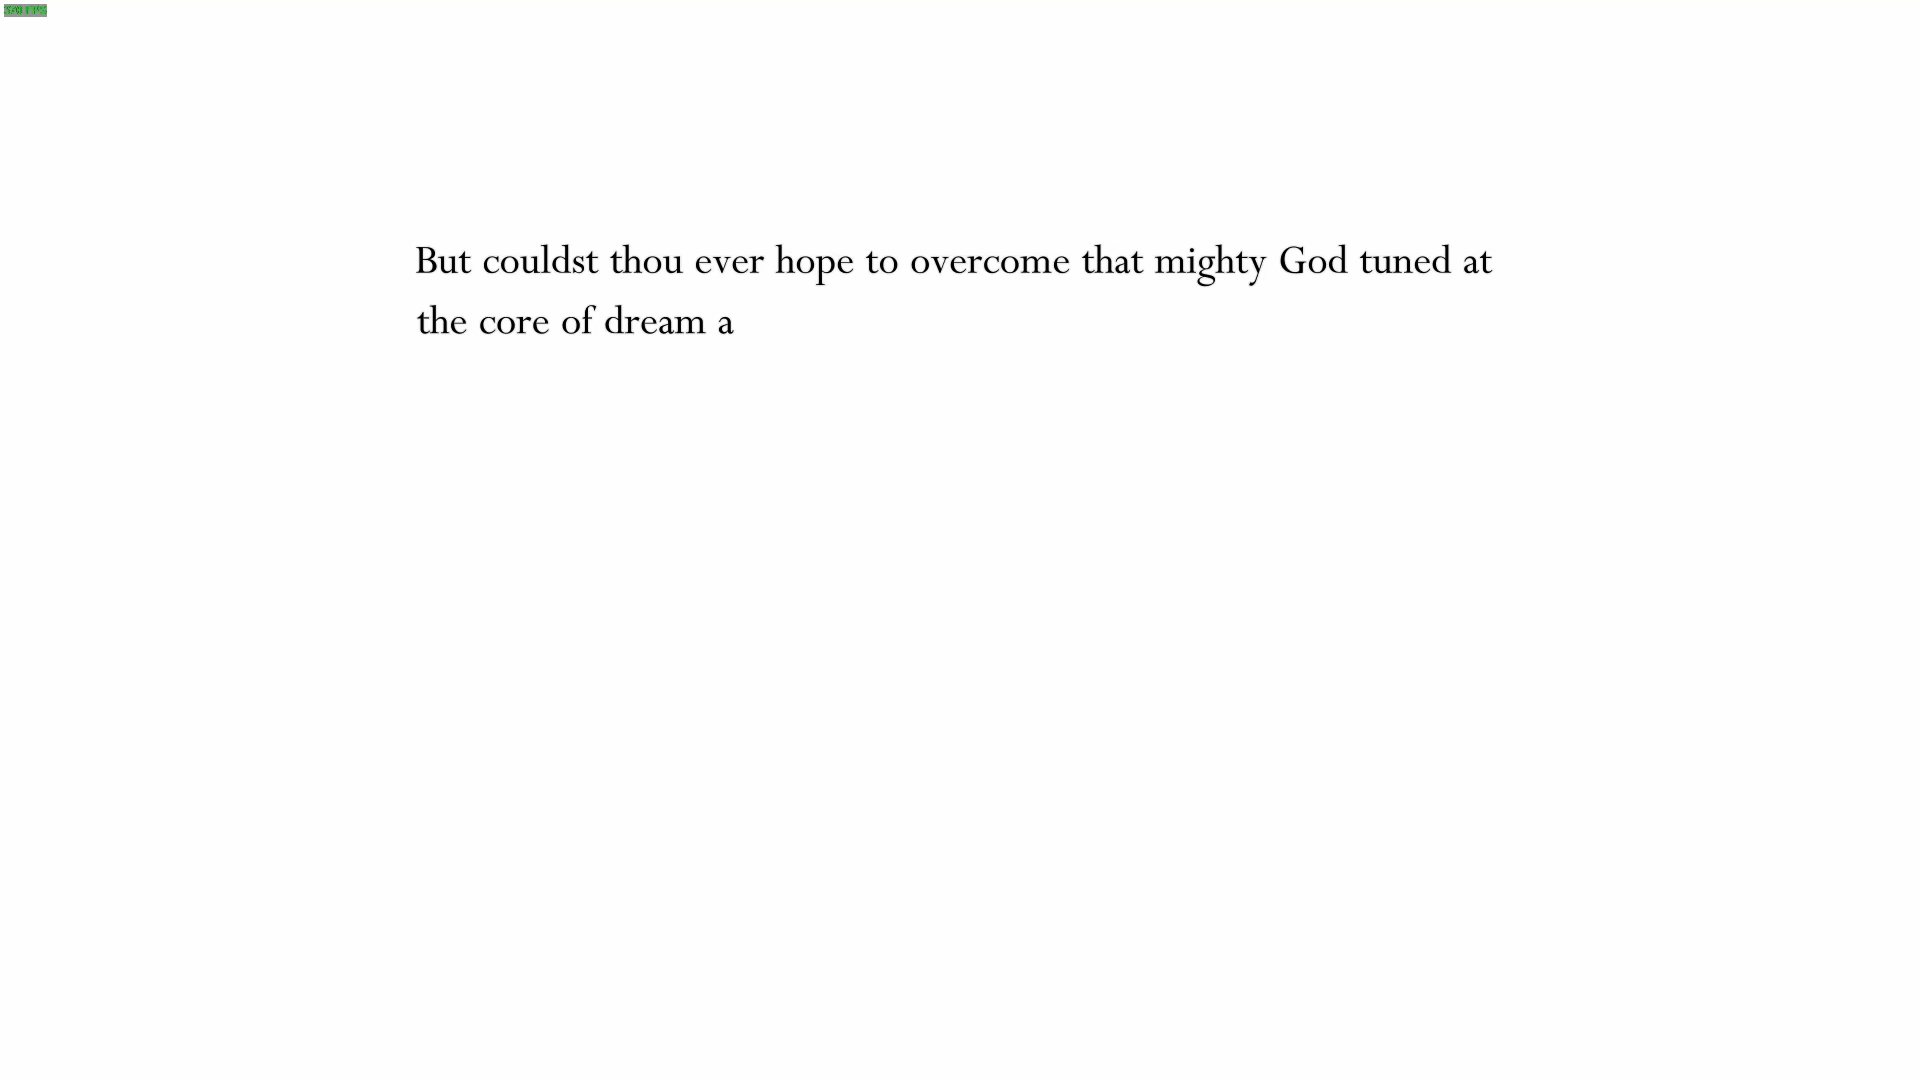 But couldst thou ever hope to overcome that mighty God tuned at
the core of dream a